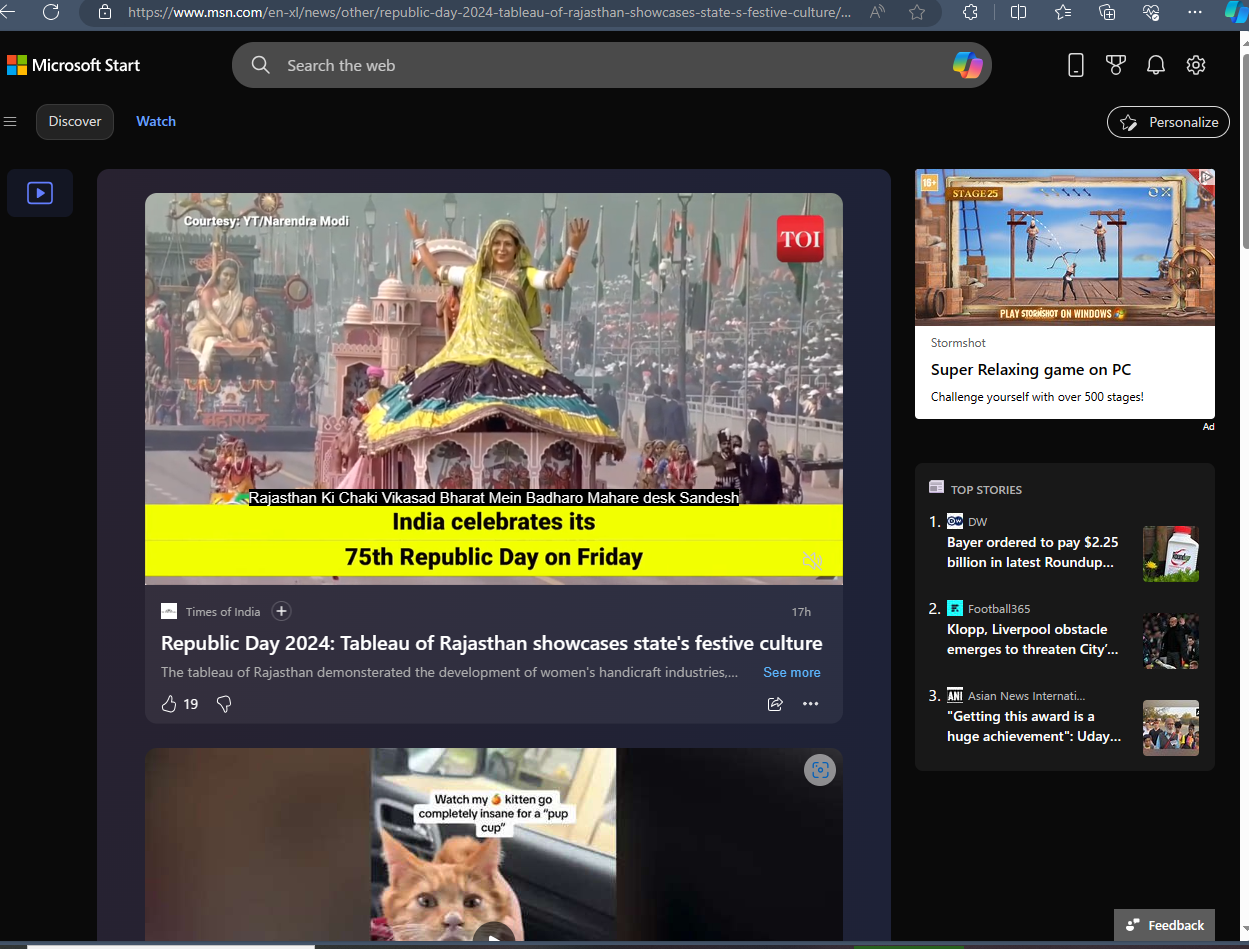 https://www.msn.com/en-xl/news/other/republic-day-2024-tableau-of-rajasthan-showcases-state-s-festive-culture/...
Microsoft Start
Search the web
Discover
Watch
Personalize
Courtesy: YT/Narendra Modi
TOI
Rajasthan Ki Chaki Vikasad Bharat Mein Badharo Mahare desk Sandesh
India celebrates its
75th Republic Day on Friday
Times of India
17h
Republic Day 2024: Tableau of Rajasthan showcases state's festive culture
The tableau of Rajasthan demonsterated the development of women's handicraft industries,...
See more
19
Watch my 🍊 kitten go
completely insane for a "pup
cup"
18+
STAGE 25
PLAY STORMSHOT ON WINDOWS
Stormshot
Super Relaxing game on PC
Challenge yourself with over 500 stages!
Ad
TOP STORIES
1. DW
Bayer ordered to pay $2.25
billion in latest Roundup...
Roundup
2. Football365
Klopp, Liverpool obstacle
emerges to threaten City'...
3. ANI Asian News Internati...
"Getting this award is a
huge achievement": Uday...
Feedback